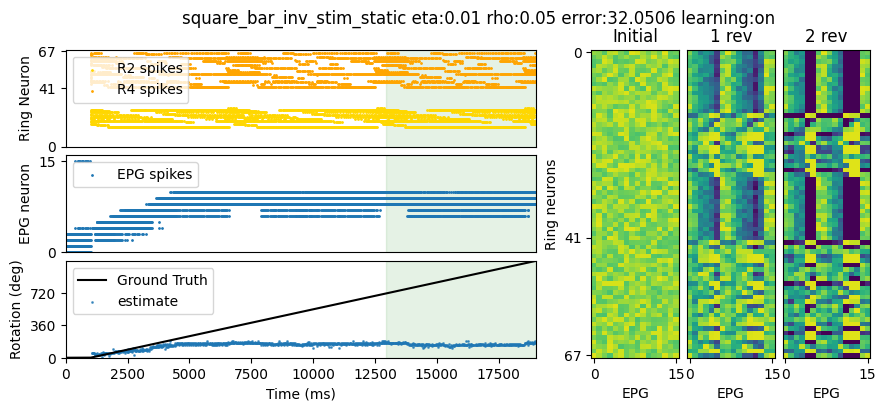 square_bar_inv_stim_static eta:0.01 rho:0.05 error:32.0506 learning:on
Ring Neuron
67
41
0
R2 spikes
R4 spikes
EPG neuron
15
0
EPG spikes
Rotation (deg)
720
360
0
Ground Truth
estimate
0 2500 5000 7500 10000 12500 15000 17500
Time (ms)
Initial 1 rev 2 rev
Ring neurons
0
41
67
0 15 0 15 0 15
EPG EPG EPG